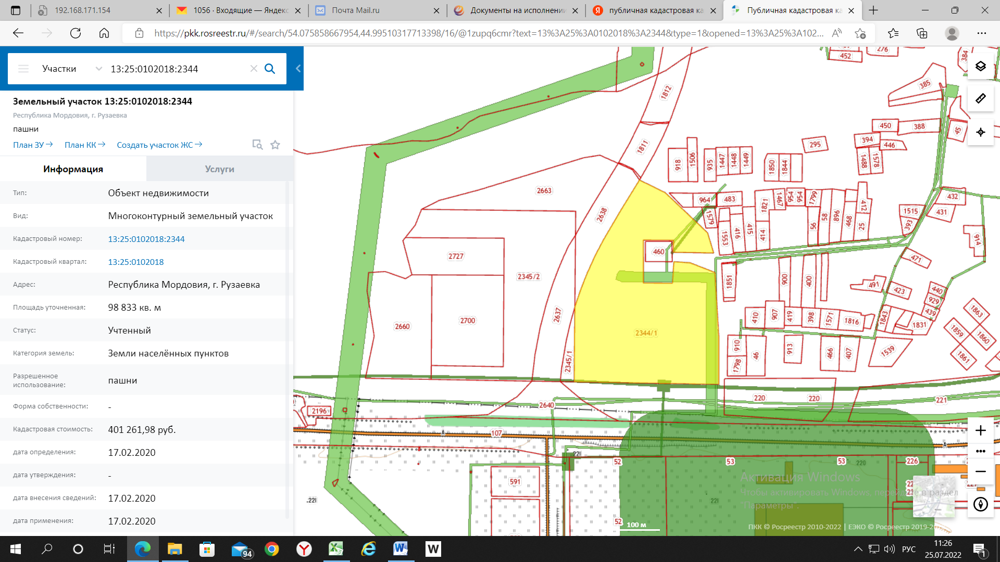 192.168.171.154
1056 · Входящие — Яндекс
Почта Mail.ru
Документы на исполнении
публичная кадастровая ка
Публичная кадастровая ка
https://pkk.rosreestr.ru/#/search/54.075858667954,44.99510317713398/16/@1zupq6cmr?text=13%3A25%3A0102018%3A2344&type=1&opened=13%3A25%3A102...
Участки
13:25:0102018:2344
Земельный участок 13:25:0102018:2344
Республика Мордовия, г. Рузаевка
пашни
План ЗУ→
План КК→
Создать участок ЖС→
Информация
Услуги
Тип:
Объект недвижимости
Вид:
Многоконтурный земельный участок
Кадастровый номер:
13:25:0102018:2344
Кадастровый квартал:
13:25:0102018
Адрес:
Республика Мордовия, г. Рузаевка
Площадь уточненная:
98 833 кв. м
Статус:
Учтенный
Категория земель:
Земли населённых пунктов
Разрешенное
использование:
пашни
Форма собственности:
-
Кадастровая стоимость:
401 261,98 руб.
дата определения:
17.02.2020
дата утверждения:
-
дата внесения сведений:
17.02.2020
дата применения:
17.02.2020
452
276
384
385
1812
450
388
45
394
446
295
1811
918
1506
935
1447
1448
1449
1850
1844
1488
1578
2663
964
483
1821
1497
954
954
1799
412
432
2638
1579
1515
431
393
58
896
468
25
56
416
415
414
1553
914
460
2727
471
2345/2
1851
900
400
491
423
440
929
439
1863
2637
2660
2700
2344/1
410
907
419
398
1571
1816
1843
1831
1859
1860
1861
910
46
913
466
407
1539
1798
2345/1
220
220
221
2640
2196
107
А
А
52
53
53
220
226
221
591
.221
221
52
100 м
Активация Windows
Чтобы активировать Windows, перейдите в раздел
"Параметры".
ПКК © Росреестр 2010-2022 | ЕЭКО © Росреестр 2019-20
94
W
РУС
11:26
25.07.2022
1